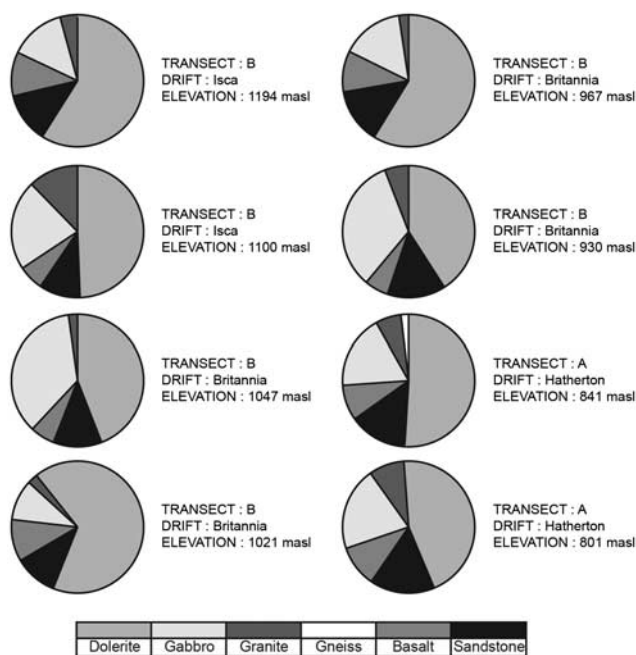 TRANSECT : B
DRIFT : Isca
ELEVATION : 1194 masl
TRANSECT : B
DRIFT : Britannia
ELEVATION : 967 masl
TRANSECT : B
DRIFT : Isca
ELEVATION : 1100 masl
TRANSECT : B
DRIFT : Britannia
ELEVATION : 930 masl
TRANSECT : B
DRIFT : Britannia
ELEVATION : 1047 masl
TRANSECT : A
DRIFT : Hatherton
ELEVATION : 841 masl
TRANSECT : B
DRIFT : Britannia
ELEVATION : 1021 masl
TRANSECT : A
DRIFT : Hatherton
ELEVATION : 801 masl
Dolerite Gabbro Granite Gneiss Basalt Sandstone